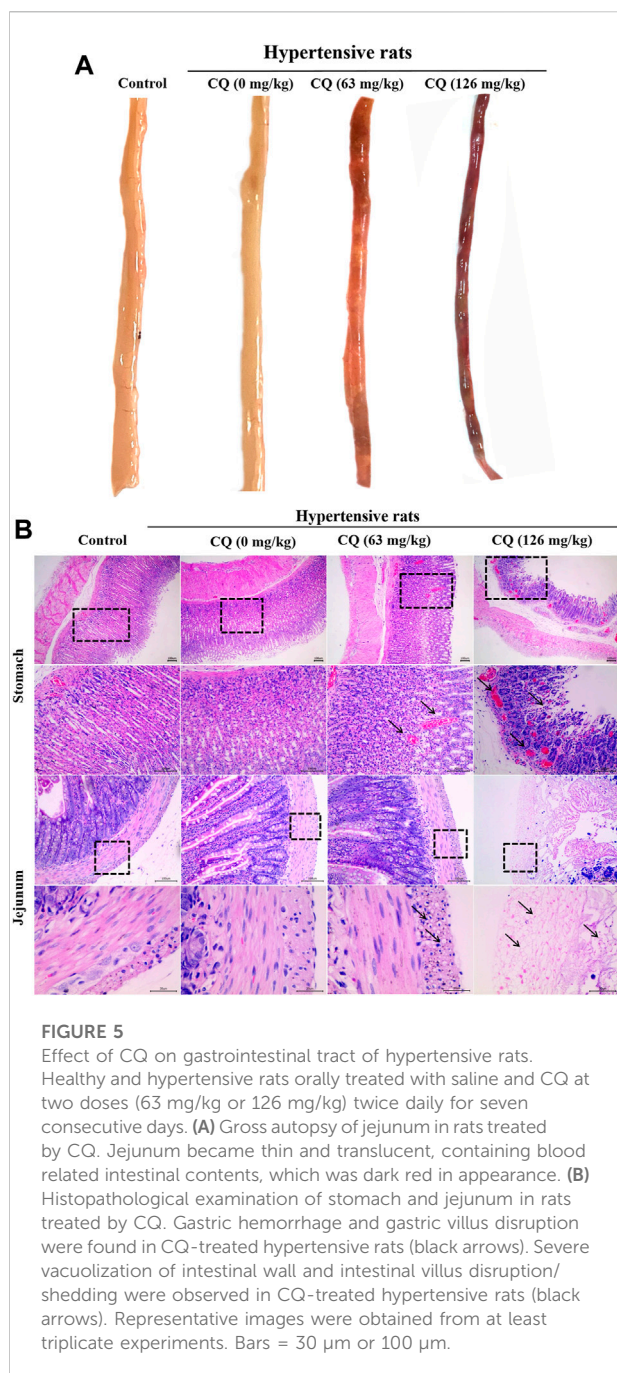 Hypertensive rats
A
Control
CQ (0 mg/kg) CQ (63 mg/kg) CQ (126 mg/kg)
Hypertensive rats
B
Control CQ (0 mg/kg) CQ (63 mg/kg) CQ (126 mg/kg)
Stomach
Jejunum
FIGURE 5
Effect of CQ on gastrointestinal tract of hypertensive rats.
Healthy and hypertensive rats orally treated with saline and CQ at
two doses (63 mg/kg or 126 mg/kg) twice daily for seven
consecutive days. (A) Gross autopsy of jejunum in rats treated
by CQ. Jejunum became thin and translucent, containing blood
related intestinal contents, which was dark red in appearance. (B)
Histopathological examination of stomach and jejunum in rats
treated by CQ. Gastric hemorrhage and gastric villus disruption
were found in CQ-treated hypertensive rats (black arrows). Severe
vacuolization of intestinal wall and intestinal villus disruption/
shedding were observed in CQ-treated hypertensive rats (black
arrows). Representative images were obtained from at least
triplicate experiments. Bars = 30 µm or 100 µm.